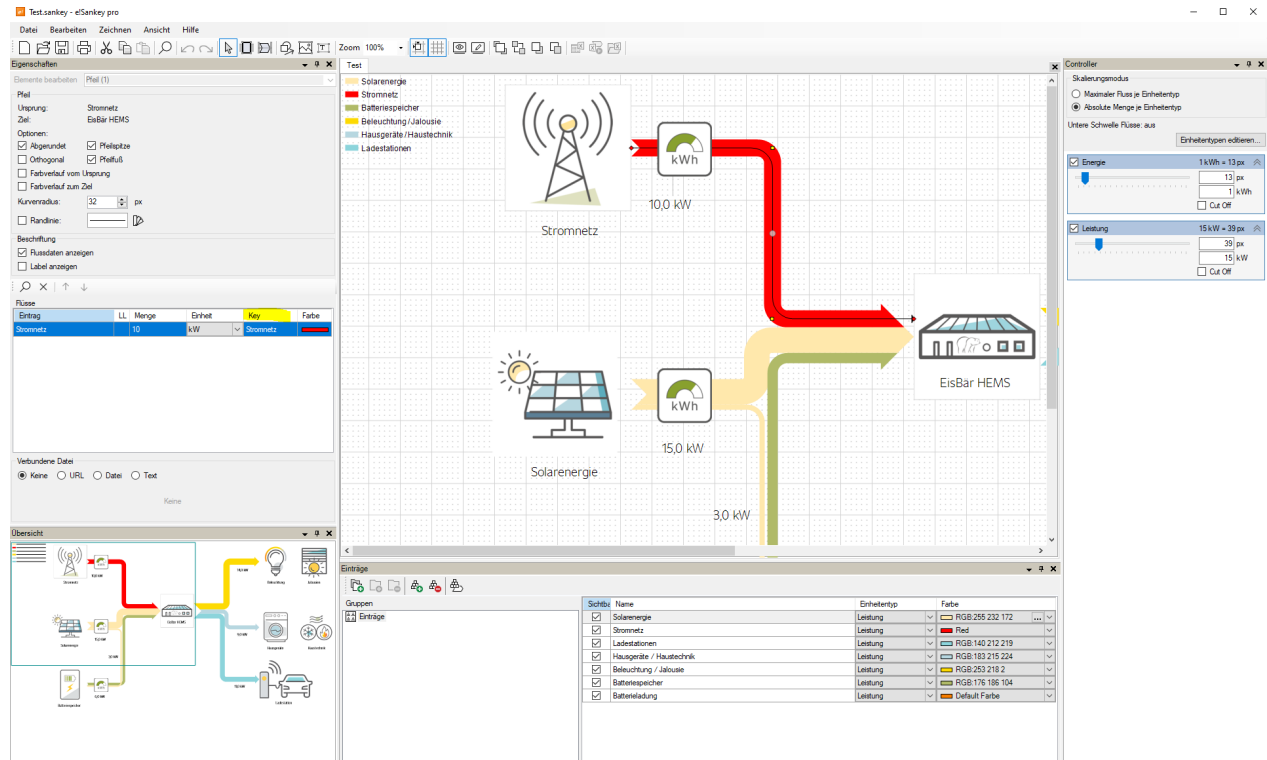 Test.sankey - e!Sankey pro
Datei Bearbeiten Zeichnen Ansicht Hilfe
Zoom 100%
Eigenschaften
Elemente bearbeiten Pfeil (1)
Pfeil
Ursprung: Stromnetz
Ziel: EisBär HEMS
Optionen:
Abgerundet Pfeilspitze
Orthogonal Pfeilfuß
Farbverlauf vom Ursprung
Farbverlauf zum Ziel
Kurvenradius: 32 px
Randlinie:
Beschriftung
Flussdaten anzeigen
Label anzeigen
Flüsse
Eintrag LL Menge Einheit Key Farbe
Stromnetz 10 kW Stromnetz
Verbundene Datei
Keine URL Datei Text
Keine
Übersicht
Test
Solarenergie
Stromnetz
Batteriespeicher
Beleuchtung / Jalousie
Hausgeräte / Haustechnik
Ladestationen
kWh
10,0 kW
Stromnetz
EisBär HEMS
kWh
15,0 kW
Solarenergie
3,0 kW
Einträge
Gruppen
Einträge
Sichtba Name Einheitentyp Farbe
Solarenergie Leistung RGB:255 232 172 ...
Stromnetz Leistung Red
Ladestationen Leistung RGB:140 212 219
Hausgeräte / Haustechnik Leistung RGB:183 215 224
Beleuchtung / Jalousie Leistung RGB:253 218 2
Batteriespeicher Leistung RGB:176 186 104
Batterieladung Leistung Default Farbe
Controller
Skalierungsmodus
Maximaler Fluss je Einheitentyp
Absolute Menge je Einheitentyp
Untere Schwelle Flüsse: aus
Einheitentypen editieren...
Energie 1 kWh = 13 px
13 px
1 kWh
Cut Off
Leistung 15 kW = 39 px
39 px
15 kW
Cut Off